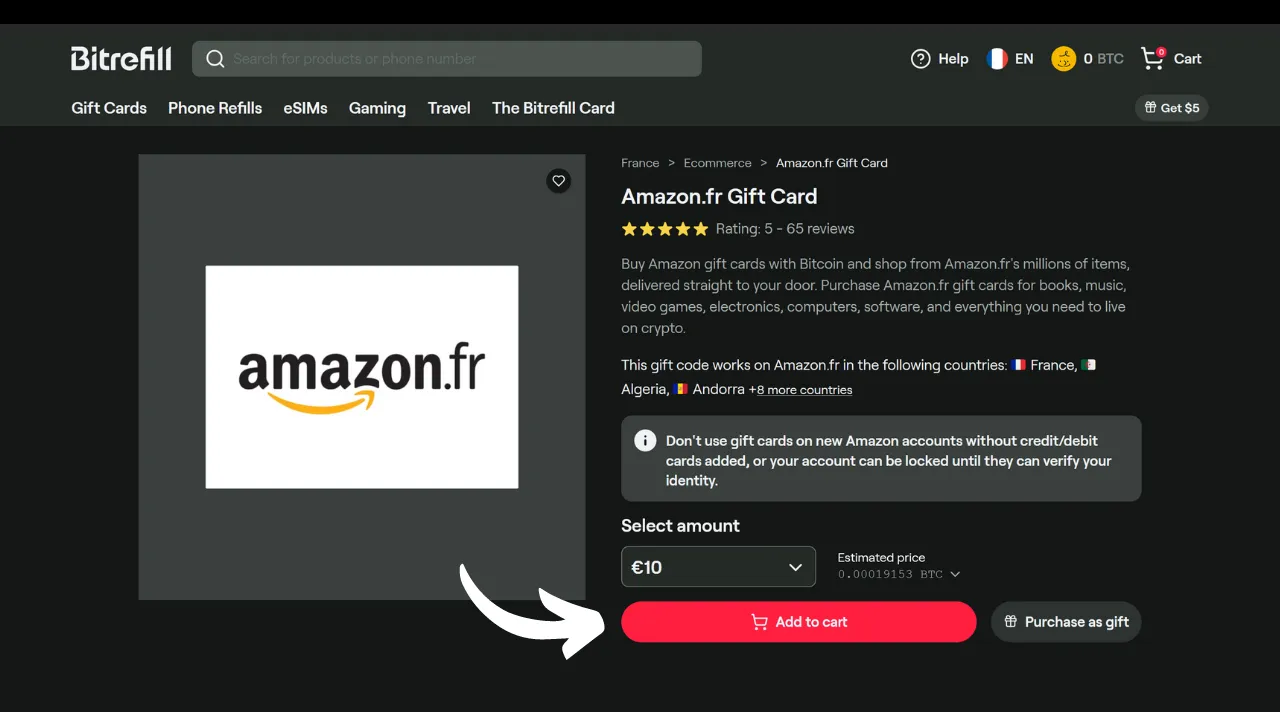 Bitrefill
Search for products or phone number
Help
EN
0 BTC
0
Cart
Gift Cards
Phone Refills
eSIMs
Gaming
Travel
The Bitrefill Card
Get $5
amazon.fr
France > Ecommerce > Amazon.fr Gift Card
Amazon.fr Gift Card
Rating: 5 - 65 reviews
Buy Amazon gift cards with Bitcoin and shop from Amazon.fr's millions of items,
delivered straight to your door. Purchase Amazon.fr gift cards for books, music,
video games, electronics, computers, software, and everything you need to live
on crypto.
This gift code works on Amazon.fr in the following countries: France,
Algeria, Andorra +8 more countries
Don't use gift cards on new Amazon accounts without credit/debit
cards added, or your account can be locked until they can verify your
identity.
Select amount
€10
Estimated price
0.00019153 BTC
Add to cart
Purchase as gift